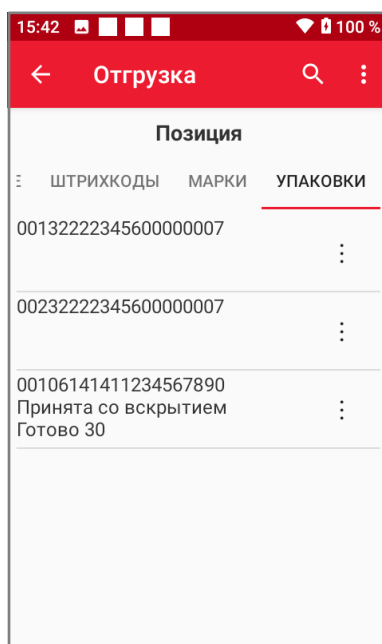 15:42 100 %
Отгрузка
Позиция
Е ШТРИХКОДЫ МАРКИ УПАКОВКИ
00132222345600000007
00232222345600000007
00106141411234567890
Принята со вскрытием
Готово 30